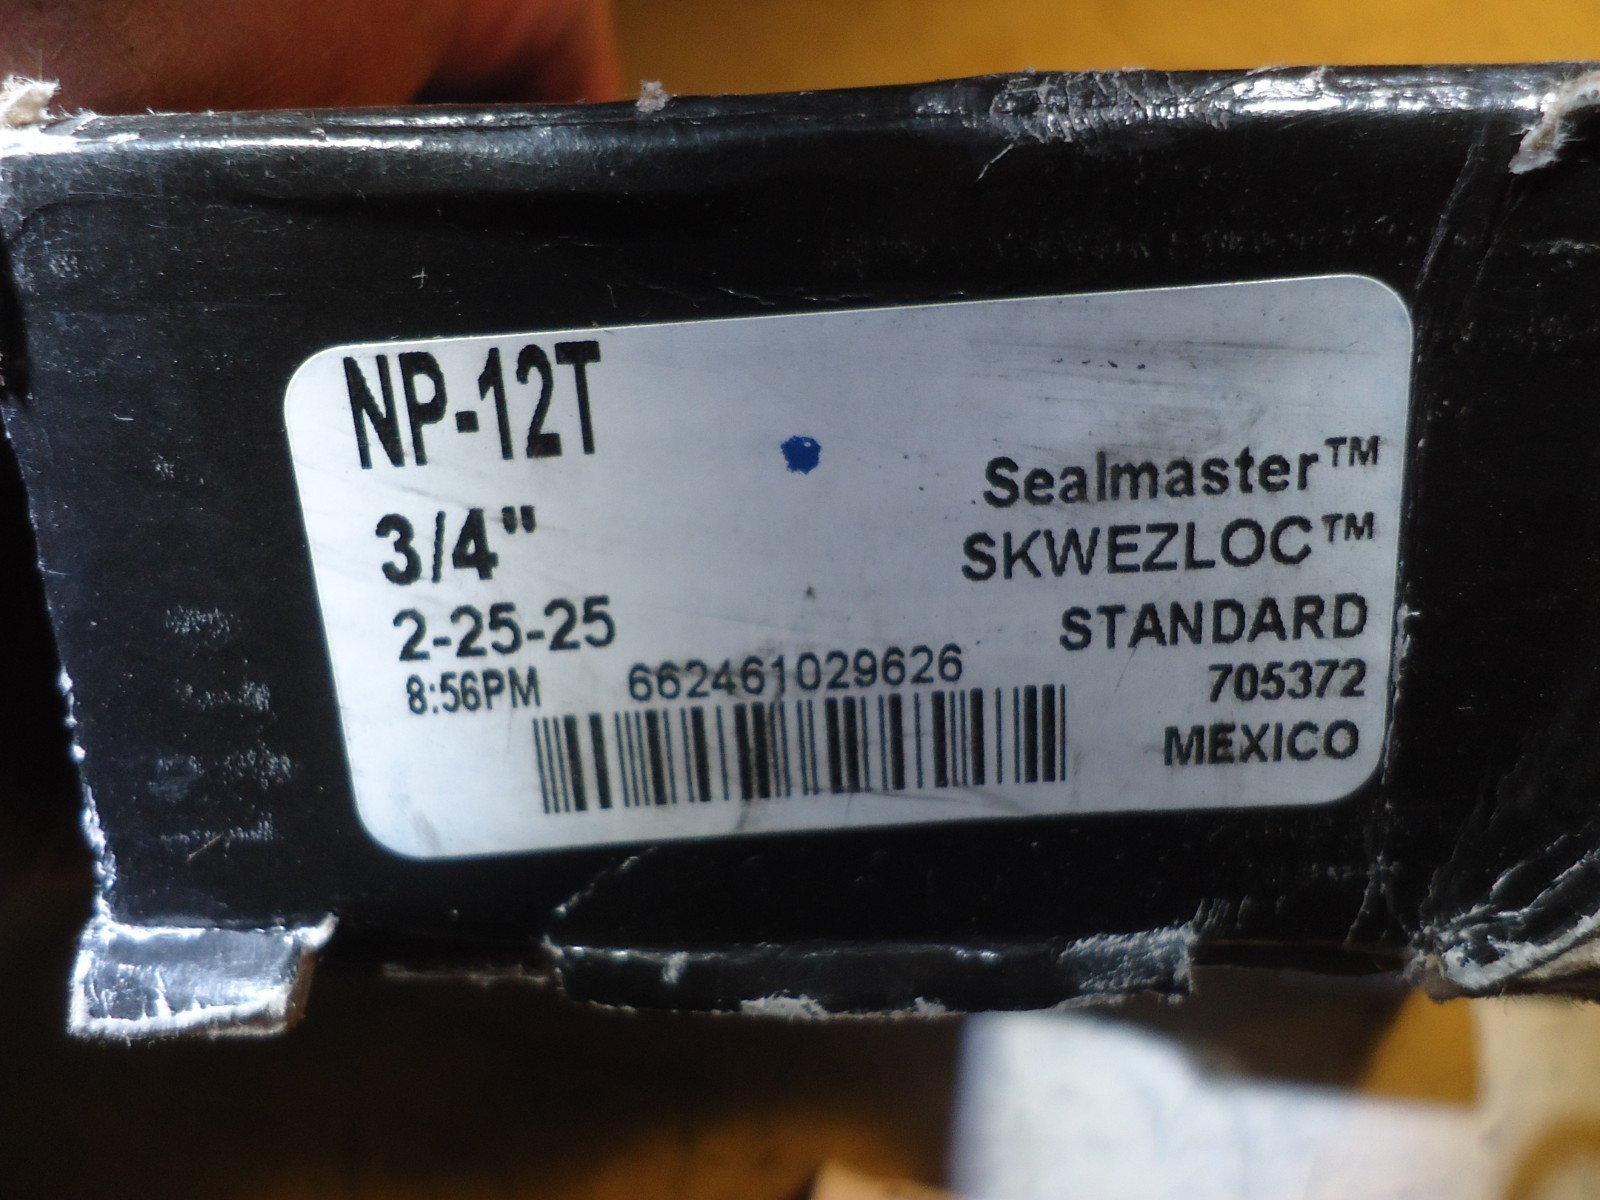 NP-12T
3/4"
2-25-25
8:56PM
662461029626
Sealmaster™
SKWEZLOC™
STANDARD
705372
MEXICO